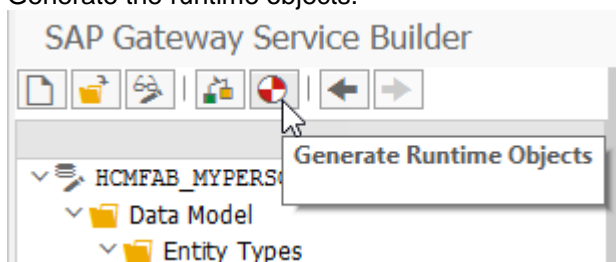 Generate the runtime objects.
SAP Gateway Service Builder
Generate Runtime Objects
HCMFAB_MYPERS
Data Model
Entity Types